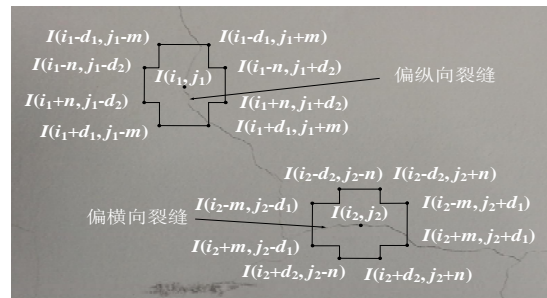 I(i₁-d₁, j₁-m) I(i₁-d₁, j₁+m)
I(i₁-n, j₁-d₂) I(i₁, j₁) I(i₁-n, j₁+d₂)
偏纵向裂缝
I(i₁+n, j₁-d₂) I(i₁+n, j₁+d₂)
I(i₁+d₁, j₁-m) I(i₁+d₁, j₁+m)
I(i₂-d₂, j₂-n) I(i₂-d₂, j₂+n)
I(i₂-m, j₂-d₁) I(i₂, j₂) I(i₂-m, j₂+d₁)
偏横向裂缝
I(i₂+m, j₂-d₁) I(i₂+m, j₂+d₁)
I(i₂+d₂, j₂-n) I(i₂+d₂, j₂+n)